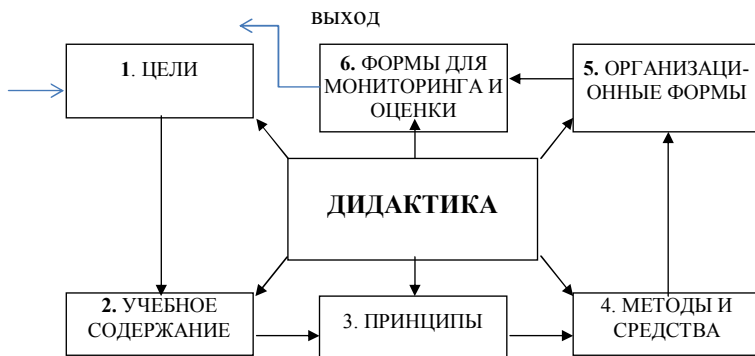 ВЫХОД
1. ЦЕЛИ
6. ФОРМЫ ДЛЯ
МОНИТОРИНГА И
ОЦЕНКИ
5. ОРГАНИЗАЦИ-
ОННЫЕ ФОРМЫ
ДИДАКТИКА
2. УЧЕБНОЕ
СОДЕРЖАНИЕ
3. ПРИНЦИПЫ
4. МЕТОДЫ И
СРЕДСТВА